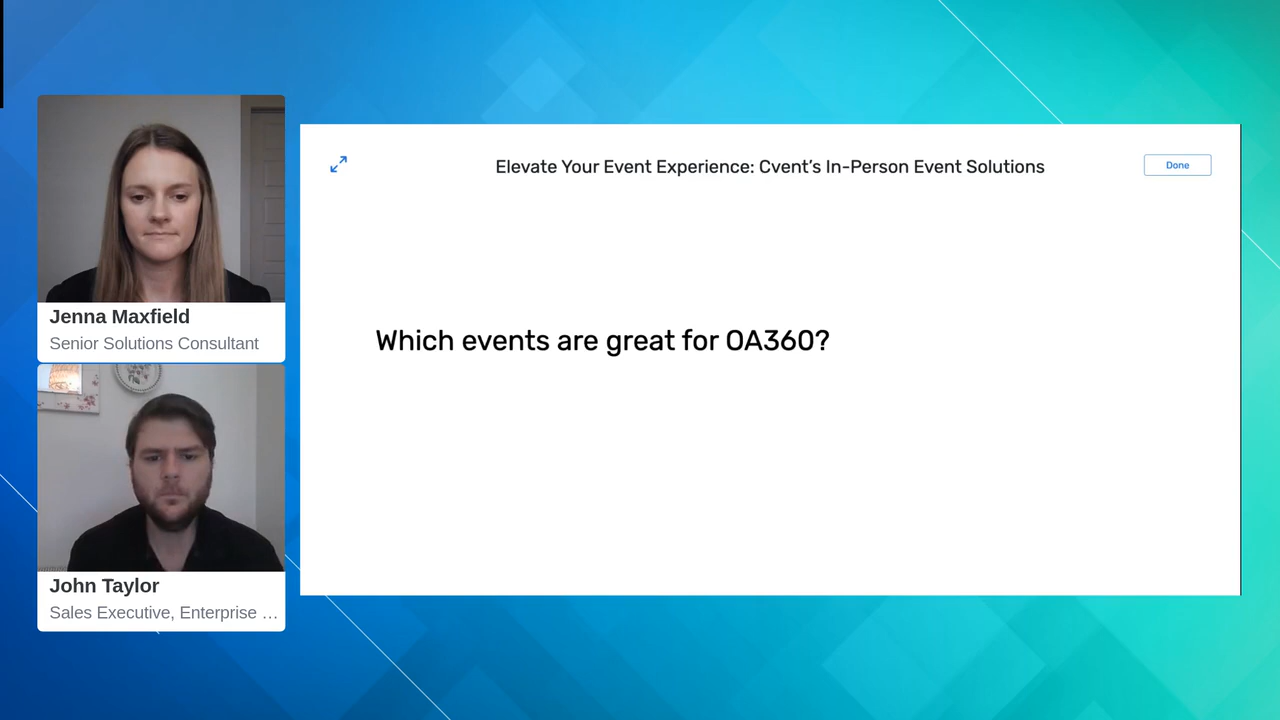 Jenna Maxfield
Senior Solutions Consultant
John Taylor
Sales Executive, Enterprise …
Elevate Your Event Experience: Cvent’s In-Person Event Solutions
Done
Which events are great for OA360?